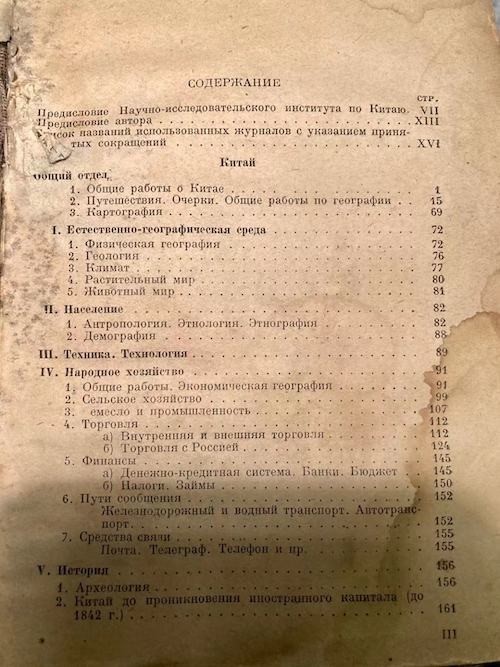 СОДЕРЖАНИЕ
СТР.
Предисловие Научно-исследовательского института по Китаю. VII
Предисловие автора . . . . . . . . . . . . . . . . . . . XIII
список названий использованных журналов с указанием приня-
тых сокращений . . . . . . . . . . . . . . . . . . XVI
Китай
Общий отдел.
1. Общие работы о Китае . . . . . . . . . . . . . . . 1
2. Путешествия. Очерки. Общие работы по географии . . 15
3. Картография . . . . . . . . . . . . . . . . . . . 69
I. Естественно-географическая среда . . . . . . . . . . 72
1. Физическая география . . . . . . . . . . . . . . . 72
2. Геология . . . . . . . . . . . . . . . . . . . . . 76
3. Климат . . . . . . . . . . . . . . . . . . . . . . 77
4. Растительный мир . . . . . . . . . . . . . . . . . 80
5. Животный мир . . . . . . . . . . . . . . . . . . . 81
II. Население . . . . . . . . . . . . . . . . . . . . . 82
1. Антропология. Этнология. Этнография . . . . . . . . 82
2. Демография . . . . . . . . . . . . . . . . . . . . 88
III. Техника. Технология . . . . . . . . . . . . . . . . 89
IV. Народное хозяйство . . . . . . . . . . . . . . . . . 91
1. Общие работы. Экономическая география . . . . . . . 91
2. Сельское хозяйство . . . . . . . . . . . . . . . . 99
3. емесло и промышленность . . . . . . . . . . . . . . 107
4. Торговля . . . . . . . . . . . . . . . . . . . . . 112
а) Внутренняя и внешняя торговля . . . . . . . . . 112
б) Торговля с Россией . . . . . . . . . . . . . . . 124
5. Финансы . . . . . . . . . . . . . . . . . . . . . . 145
а) Денежно-кредитная система. Банки. Бюджет . . . . 145
б) Налоги. Займы . . . . . . . . . . . . . . . . . 150
6. Пути сообщения . . . . . . . . . . . . . . . . . . 152
Железнодорожный и водный транспорт. Автотранс-
порт. . . . . . . . . . . . . . . . . . . . . . . 152
7. Средства связи . . . . . . . . . . . . . . . . . . 155
Почта. Телеграф. Телефон и пр. . . . . . . . . . . 155
V. История . . . . . . . . . . . . . . . . . . . . . . . 156
1. Археология . . . . . . . . . . . . . . . . . . . . 156
2. Китай до проникновения иностранного капитала (до
1842 г.) . . . . . . . . . . . . . . . . . . . . . 161
*
III